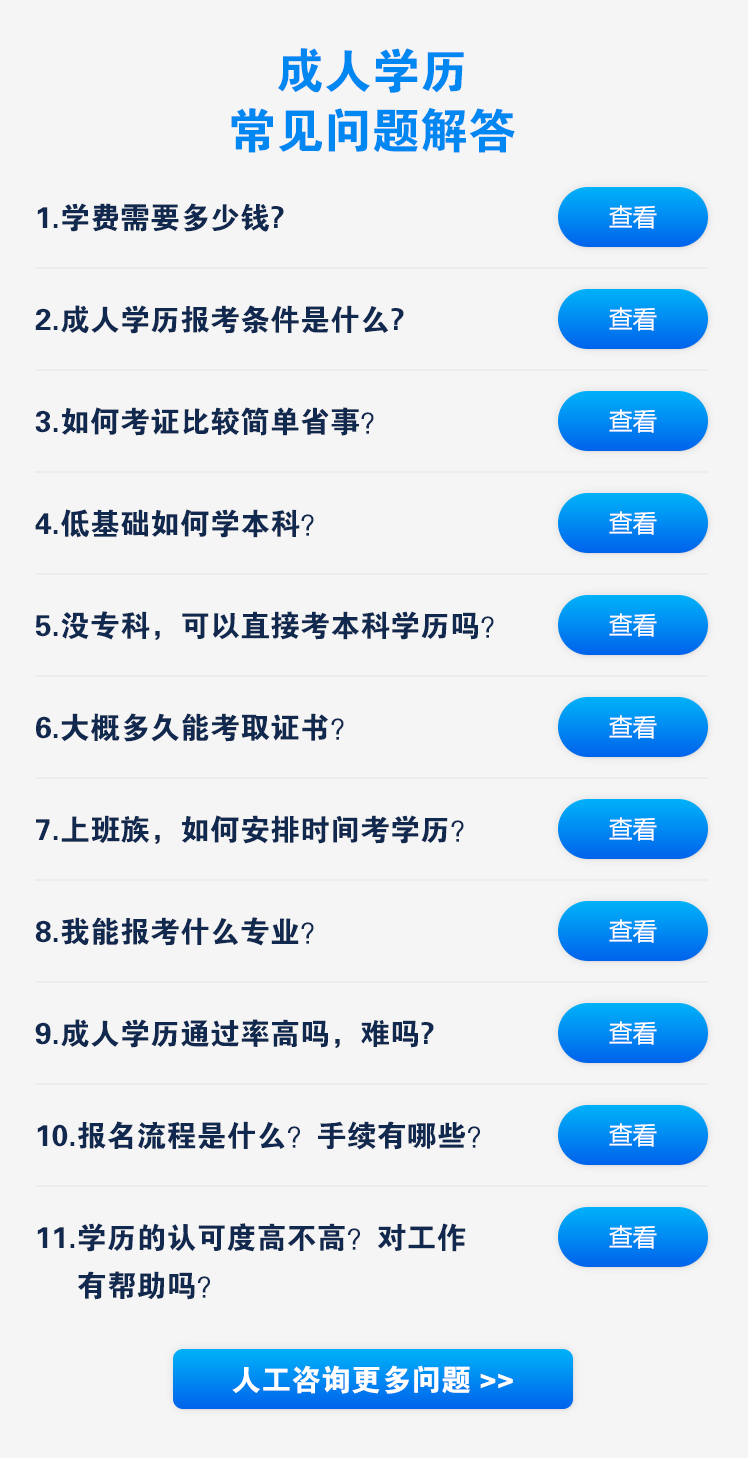 成人学历
常见问题解答
1.学费需要多少钱?
查看
2.成人学历报考条件是什么?
查看
3.如何考证比较简单省事?
查看
4.低基础如何学本科?
查看
5.没专科，可以直接考本科学历吗?
查看
6.大概多久能考取证书?
查看
7.上班族，如何安排时间考学历?
查看
8.我能报考什么专业?
查看
9.成人学历通过率高吗，难吗?
查看
10.报名流程是什么? 手续有哪些?
查看
11.学历的认可度高不高? 对工作
有帮助吗?
查看
人工咨询更多问题 >>